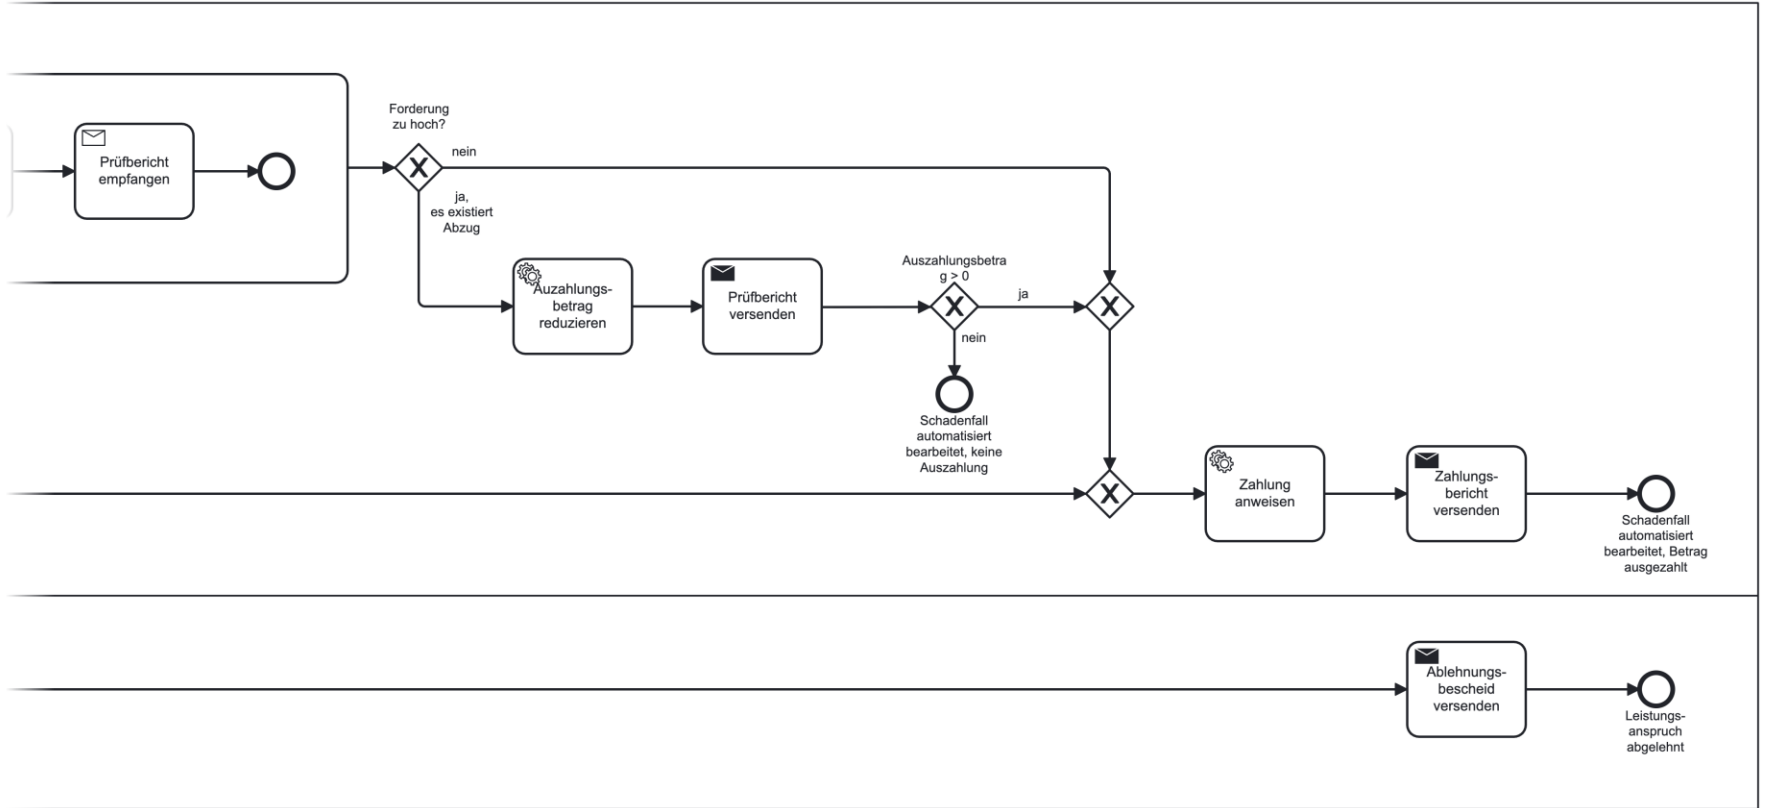 Forderung
zu hoch?
nein
ja,
es existiert
Abzug
Prüfbericht
empfangen
Auzahlungs-
betrag
reduzieren
Prüfbericht
versenden
Auszahlungsbetra
g > 0
ja
nein
Schadenfall
automatisiert
bearbeitet, keine
Auszahlung
Zahlung
anweisen
Zahlungs-
bericht
versenden
Schadenfall
automatisiert
bearbeitet, Betrag
ausgezahlt
Ablehnungs-
bescheid
versenden
Leistungs-
anspruch
abgelehnt